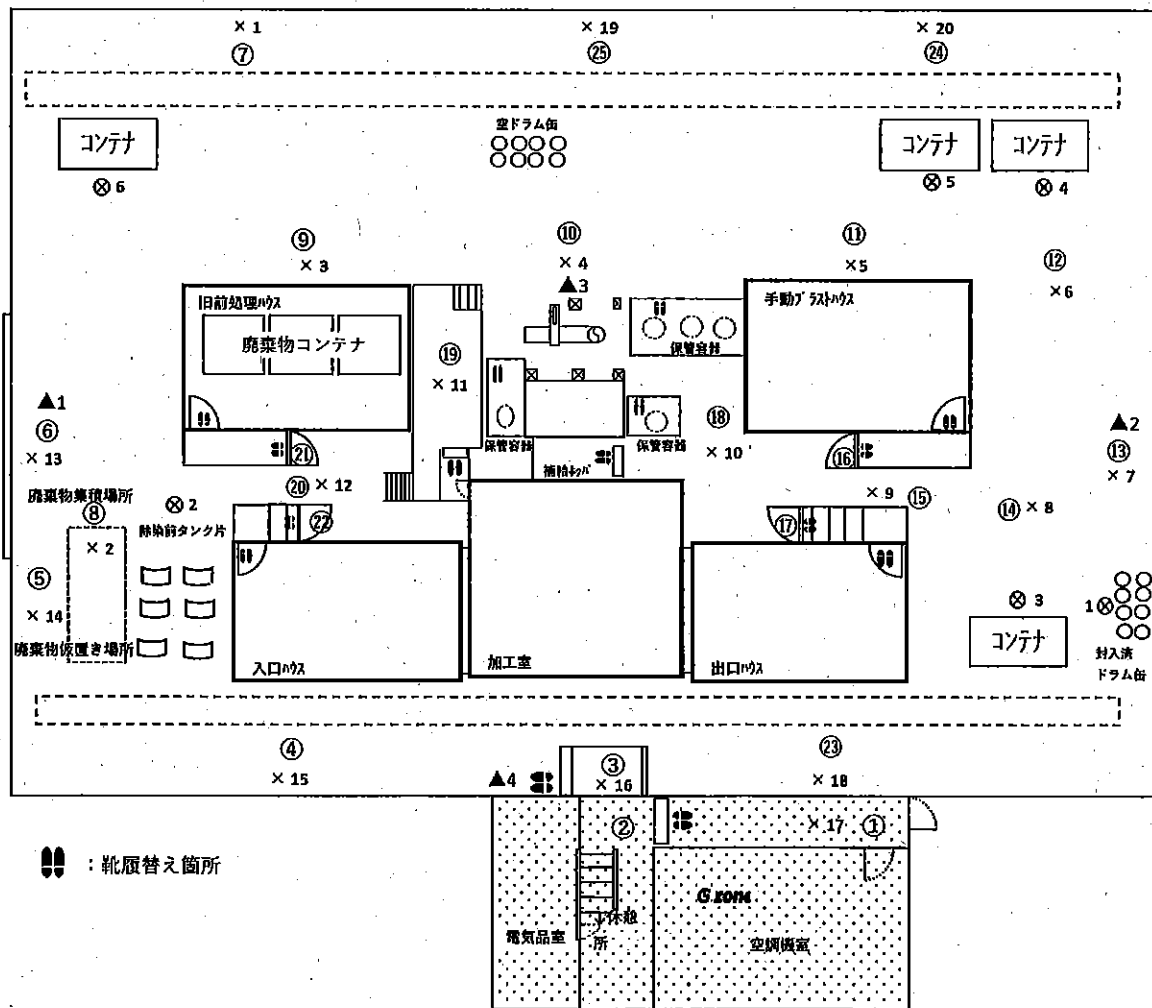 × 1
× 19
× 20
⑦
㉕
㉔
コンテナ
空ドラム缶
コンテナ
コンテナ
⊗ 6
⊗ 5
⊗ 4
⑨
⑩
⑪
⑫
× 3
× 4
× 5
× 6
▲3
旧前処理ハウス
手動ブラストハウス
廃棄物コンテナ
保管容器
⑲
× 11
▲1
⑥
× 13
⑱
▲2
⑬
保管容器
保管容器
× 10
× 7
㉑
⑯
補助ホッパ
⑳
× 12
廃棄物集積場所
⊗ 2
× 9
⑮
⑧
除染前タンク片
㉒
⑰
⑭
× 8
× 2
⑤
× 14
⊗ 3
1 ⊗
コンテナ
廃棄物仮置き場所
入口ハウス
加工室
出口ハウス
封入済
ドラム缶
④
③
㉓
× 15
▲4
× 16
× 18
②
× 17
①
：靴履替え箇所
G zone
休憩
所
電気品室
空調機室